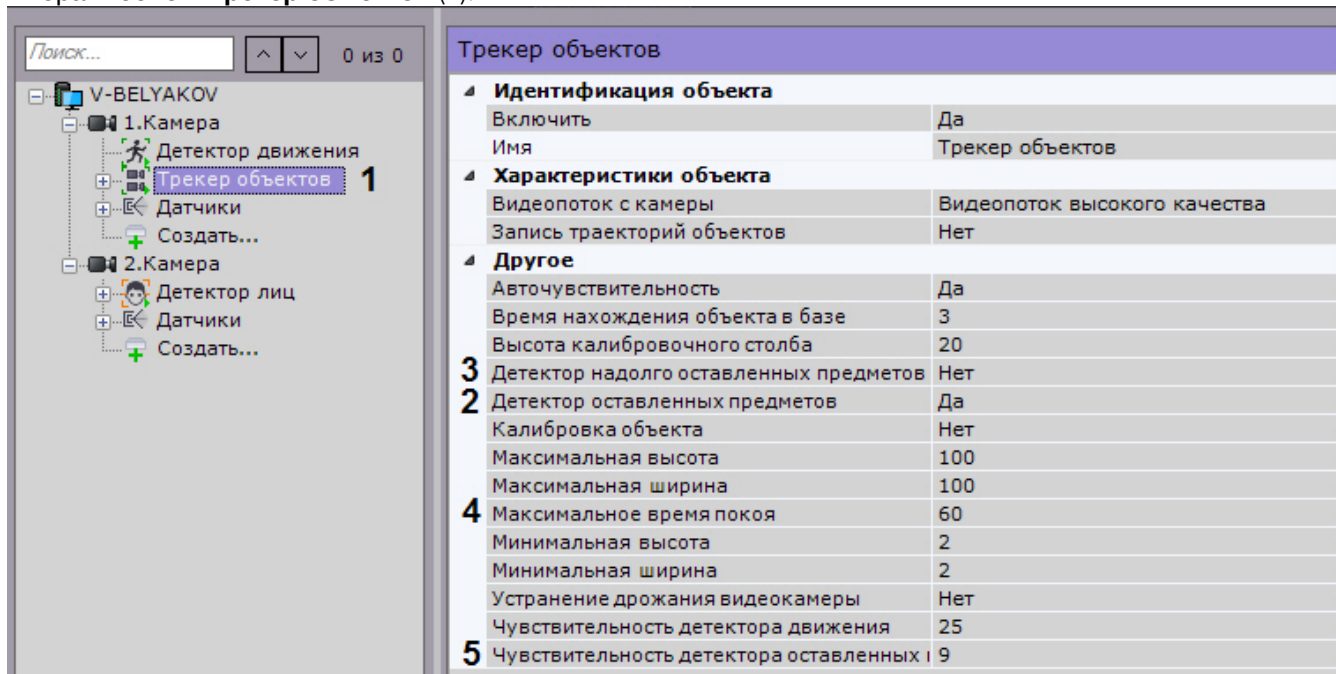 Поиск...
0 из 0
V-BELYAKOV
1.Камера
Детектор движения
Трекер объектов 1
Датчики
Создать...
2.Камера
Детектор лиц
Датчики
Создать...
Трекер объектов
Идентификация объекта
Включить Да
Имя Трекер объектов
Характеристики объекта
Видеопоток с камеры Видеопоток высокого качества
Запись траекторий объектов Нет
Другое
Авточувствительность Да
Время нахождения объекта в базе 3
Высота калибровочного столба 20
3 Детектор надолго оставленных предметов Нет
2 Детектор оставленных предметов Да
Калибровка объекта Нет
Максимальная высота 100
Максимальная ширина 100
4 Максимальное время покоя 60
Минимальная высота 2
Минимальная ширина 2
Устранение дрожания видеокамеры Нет
Чувствительность детектора движения 25
5 Чувствительность детектора оставленных 9